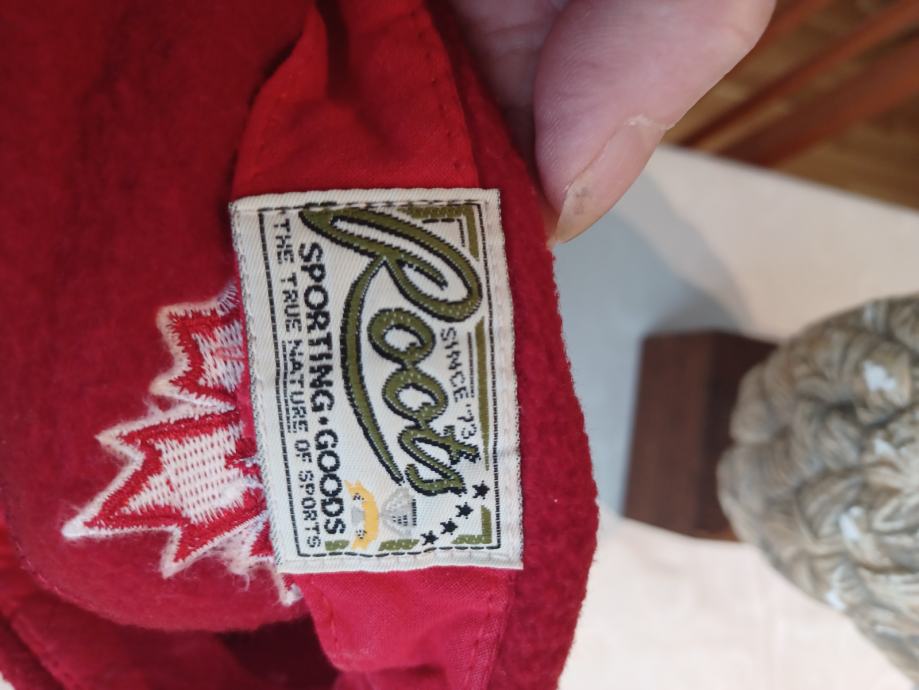 Roots
SINCE '73
SPORTING • GOODS
THE TRUE NATURE OF SPORTS